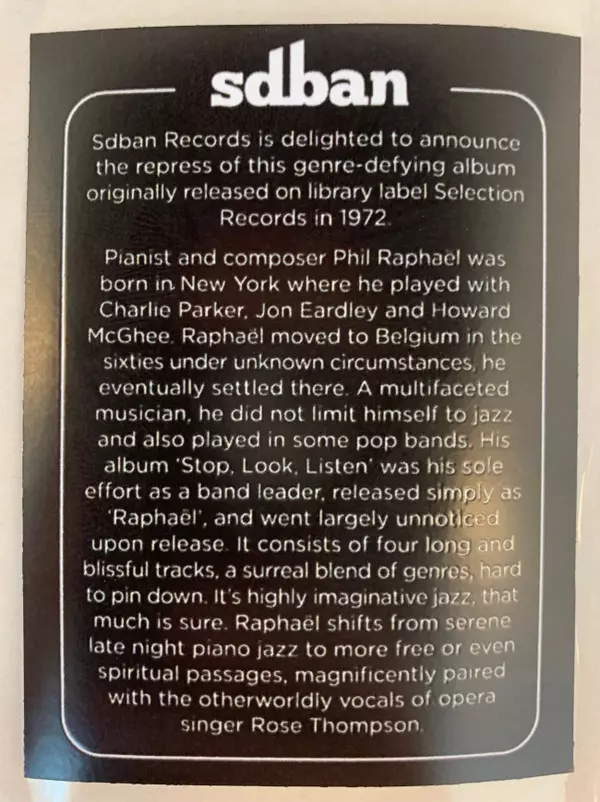 sdban
Sdban Records is delighted to announce
the repress of this genre-defying album
originally released on library label Selection
Records in 1972.
Pianist and composer Phil Raphaël was
born in New York where he played with
Charlie Parker, Jon Eardley and Howard
McGhee. Raphaël moved to Belgium in the
sixties under unknown circumstances, he
eventually settled there. A multifaceted
musician, he did not limit himself to jazz
and also played in some pop bands. His
album ‘Stop, Look, Listen’ was his sole
effort as a band leader, released simply as
‘Raphaël’, and went largely unnoticed
upon release. It consists of four long and
blissful tracks, a surreal blend of genres, hard
to pin down. It’s highly imaginative jazz, that
much is sure. Raphaël shifts from serene
late night piano jazz to more free or even
spiritual passages, magnificently paired
with the otherworldly vocals of opera
singer Rose Thompson.